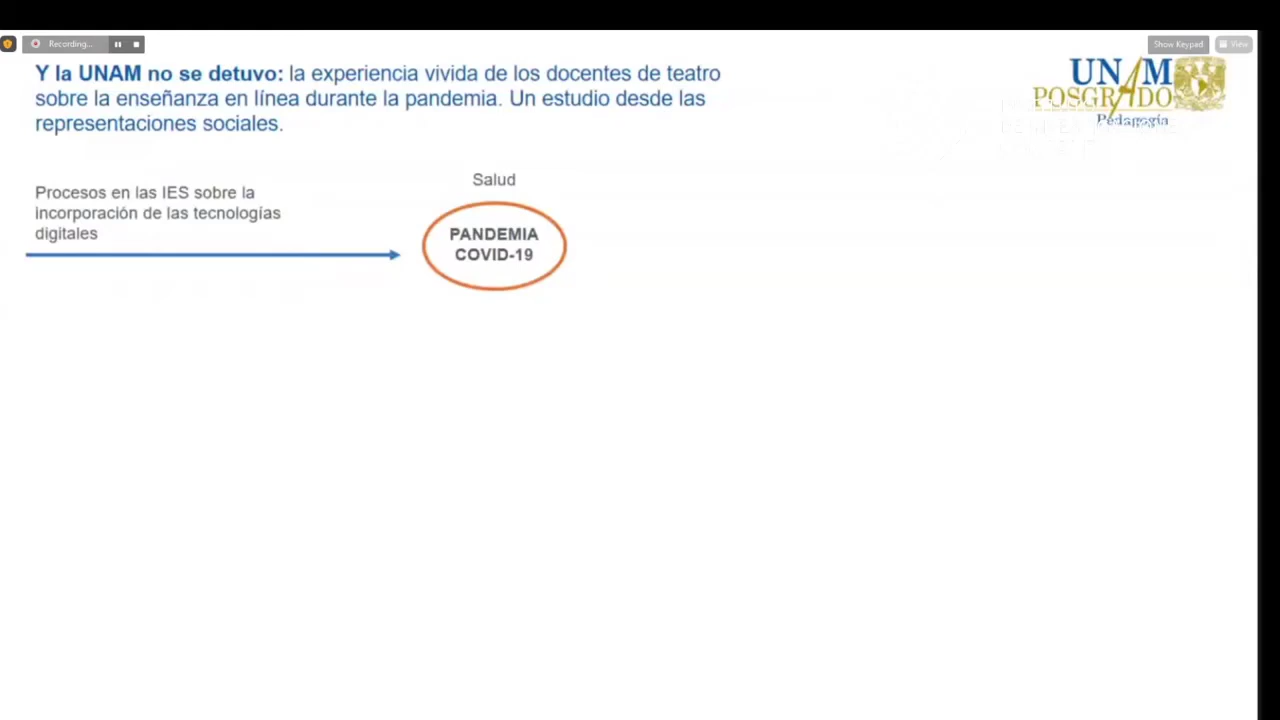 Recording...
Show Keypad
View
Y la UNAM no se detuvo: la experiencia vivida de los docentes de teatro
sobre la enseñanza en línea durante la pandemia. Un estudio desde las
representaciones sociales.
UNAM
POSGRADO
Pedagogía
Procesos en las IES sobre la
incorporación de las tecnologías
digitales
Salud
PANDEMIA
COVID-19